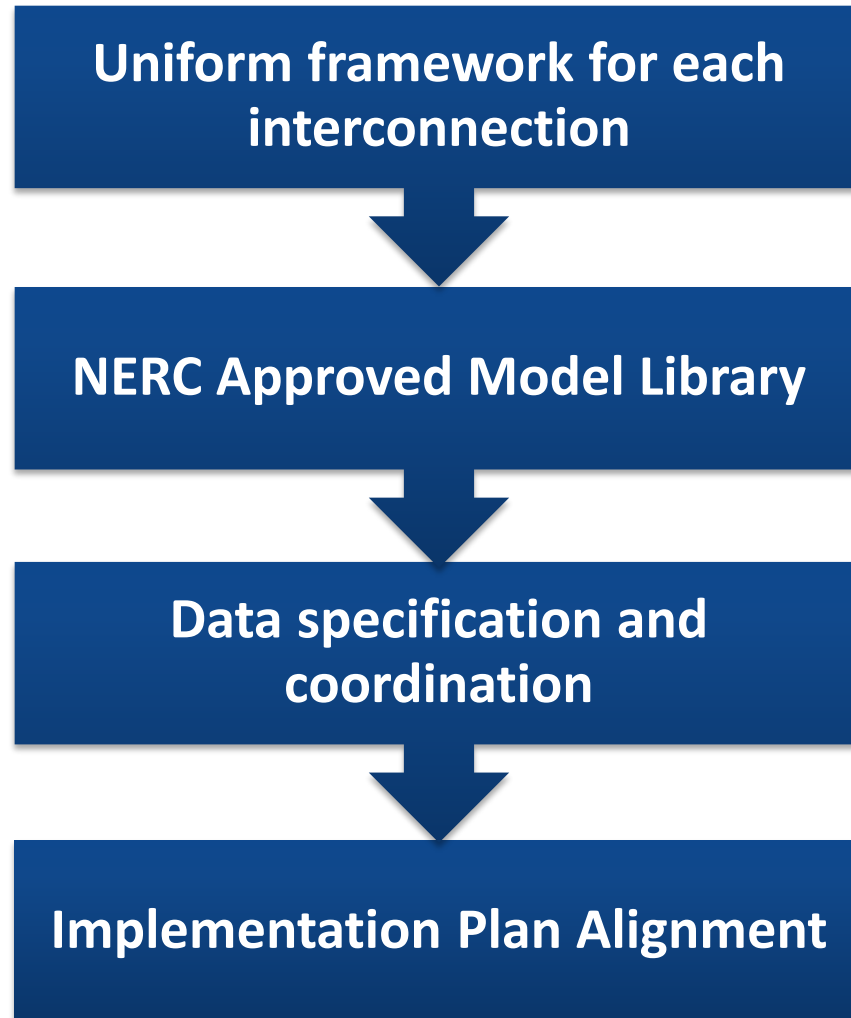 Uniform framework for each
interconnection
NERC Approved Model Library
Data specification and
coordination
Implementation Plan Alignment